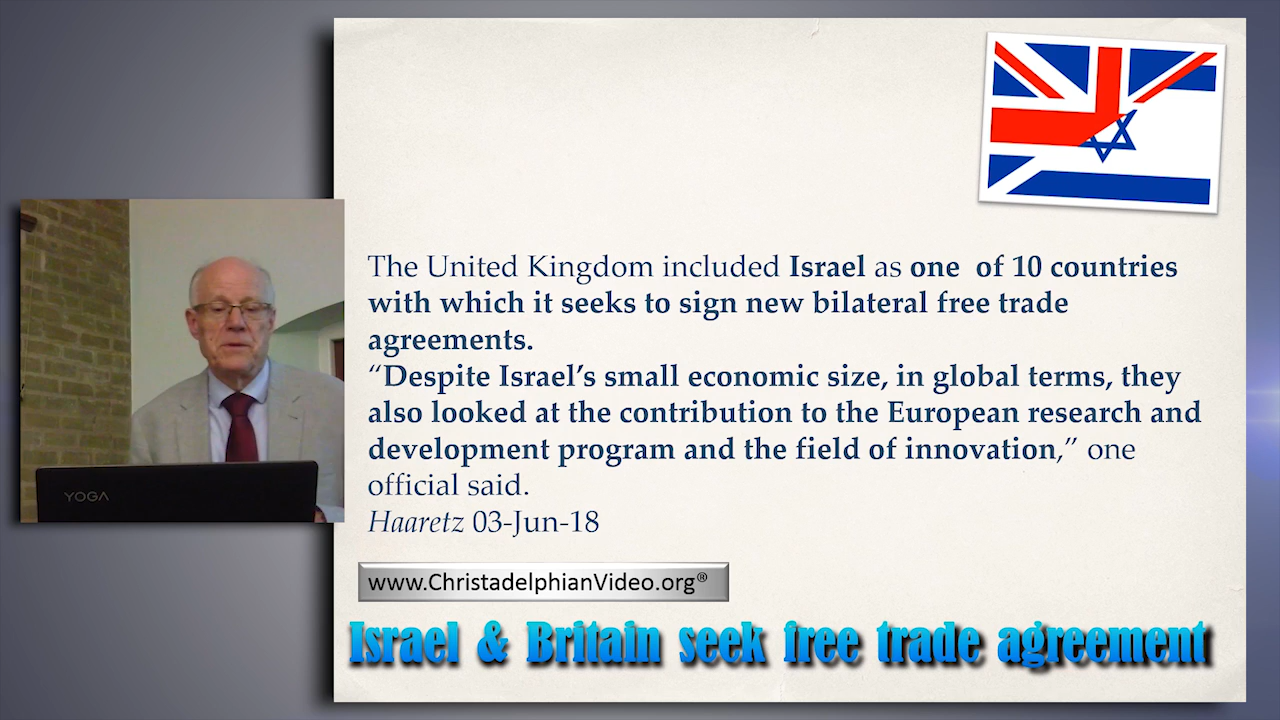 The United Kingdom included Israel as one  of 10 countries
with which it seeks to sign new bilateral free trade
agreements.
“Despite Israel’s small economic size, in global terms, they
also looked at the contribution to the European research and
development program and the field of innovation,” one
official said.
Haaretz 03-Jun-18
YOGA
www.ChristadelphianVideo.org®
Israel & Britain seek free trade agreement